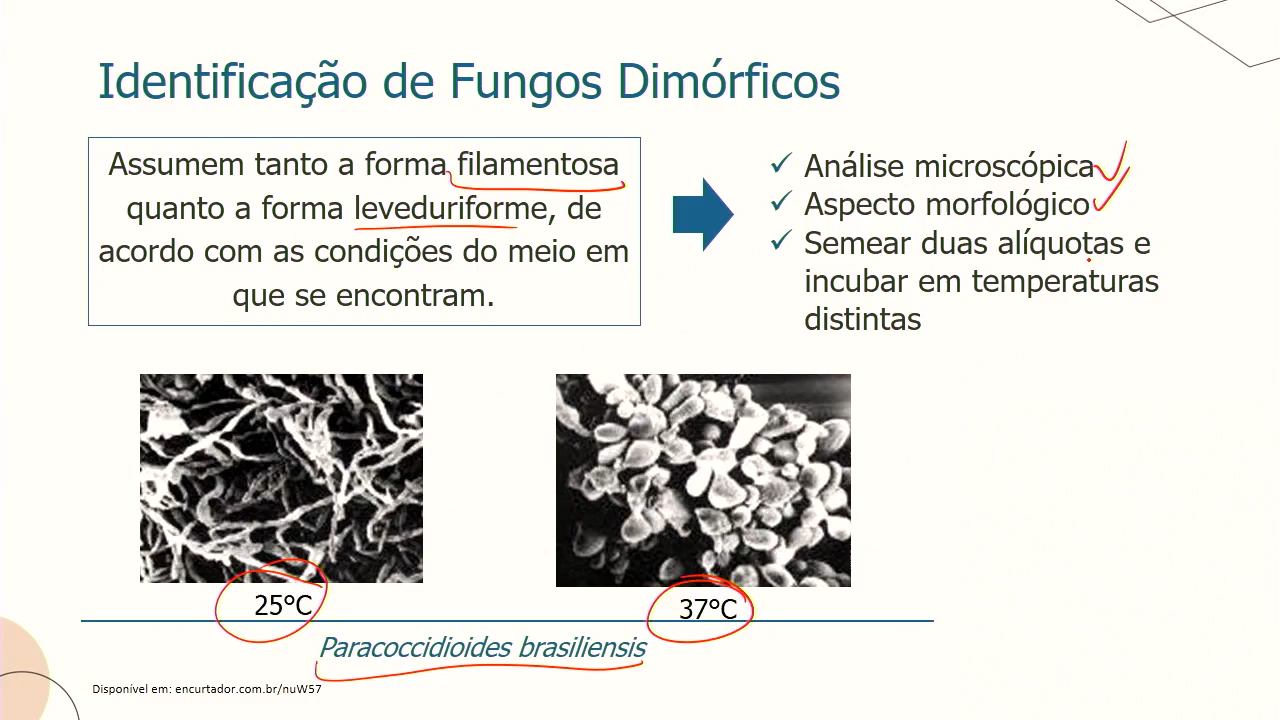 Identificação de Fungos Dimórficos
Assumem tanto a forma filamentosa
quanto a forma leveduriforme, de
acordo com as condições do meio em
que se encontram.
Análise microscópica
Aspecto morfológico
Semear duas alíquotas e
incubar em temperaturas
distintas
25°C
37°C
Paracoccidioides brasiliensis
Disponível em: encurtador.com.br/nuW57